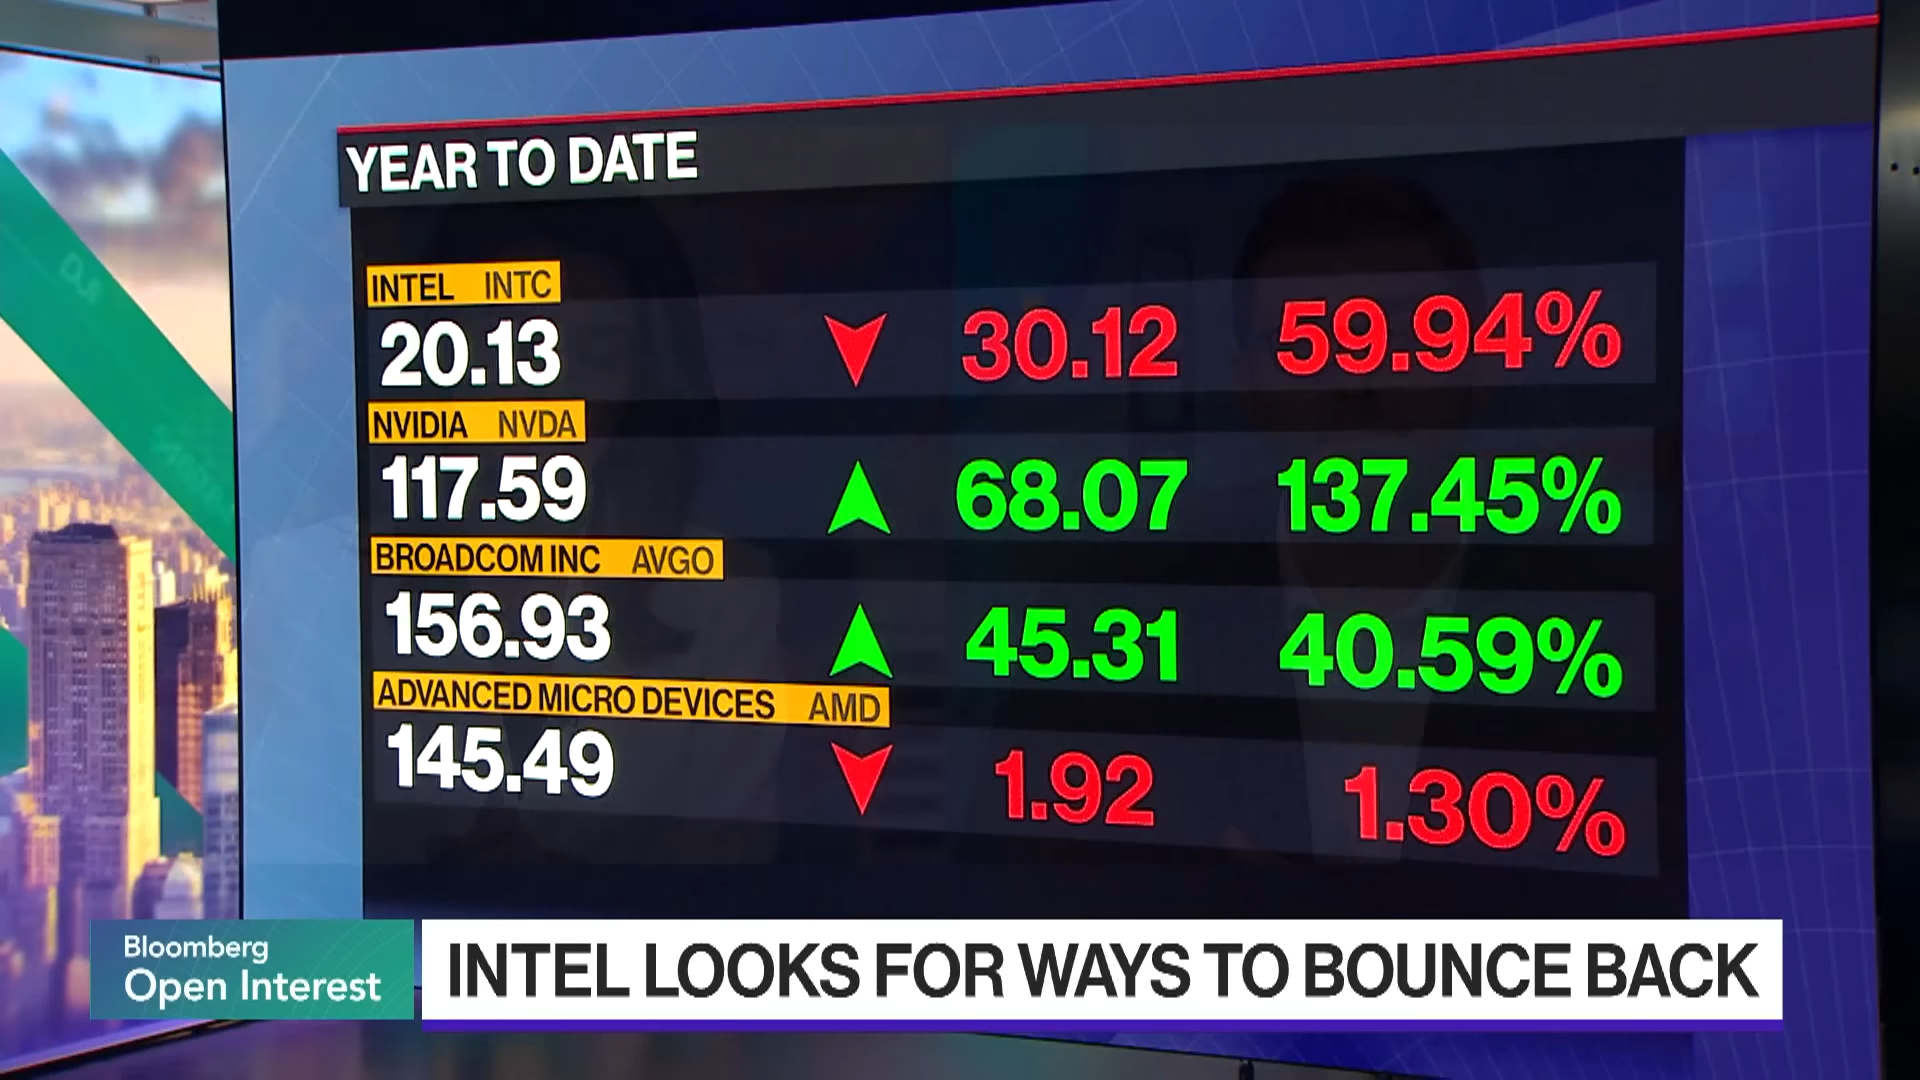 YEAR TO DATE
INTEL INTC
20.13 30.12 59.94%
NVIDIA NVDA
117.59 68.07 137.45%
BROADCOM INC AVGO
156.93 45.31 40.59%
ADVANCED MICRO DEVICES AMD
145.49 1.92 1.30%
Bloomberg
Open Interest
INTEL LOOKS FOR WAYS TO BOUNCE BACK